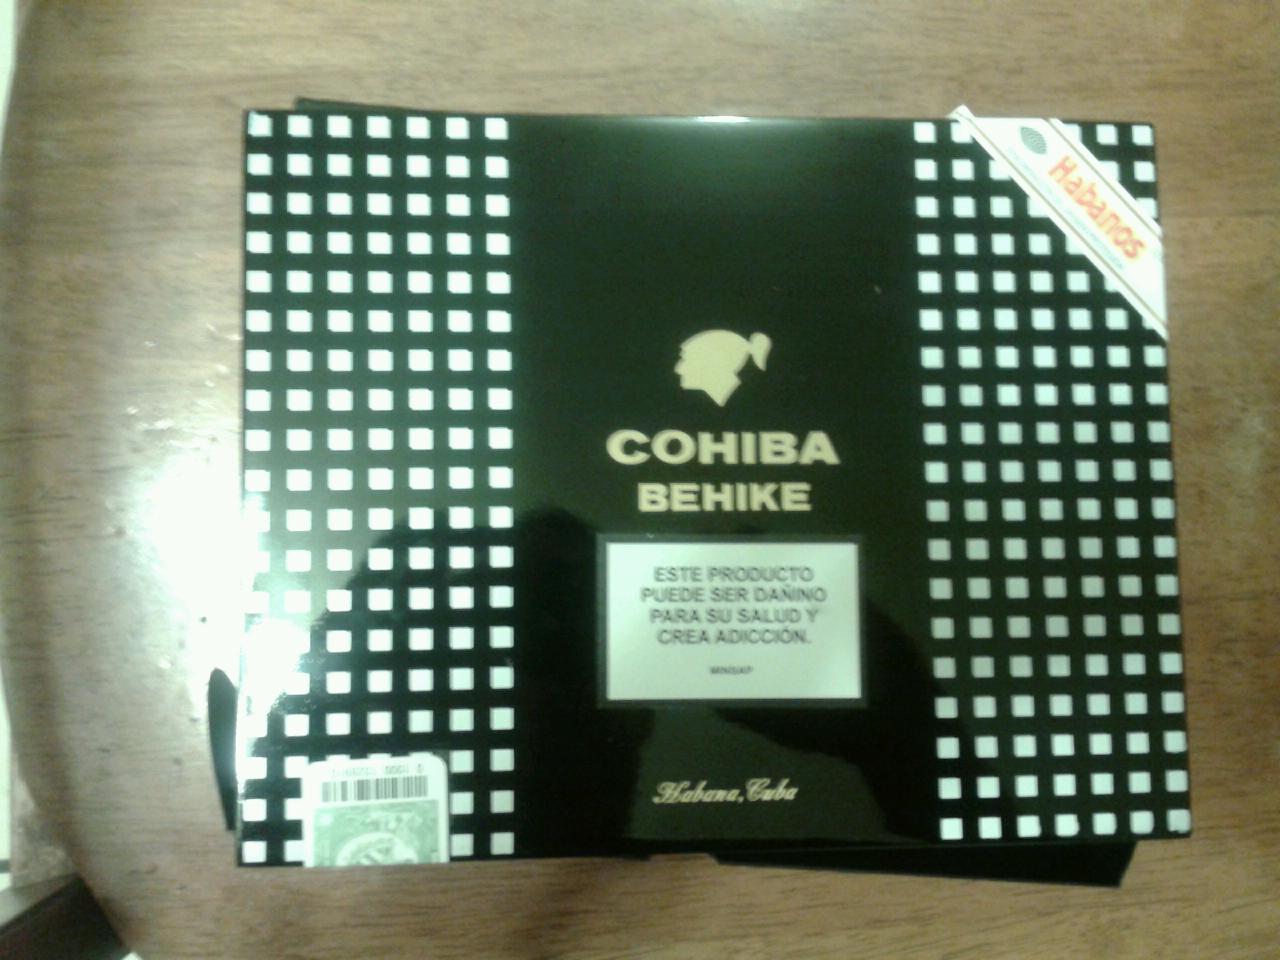 Habanos
COHIBA
BEHIKE
ESTE PRODUCTO
PUEDE SER DAÑINO
PARA SU SALUD Y
CREA ADICCIÓN.
MINSAP
Habana, Cuba